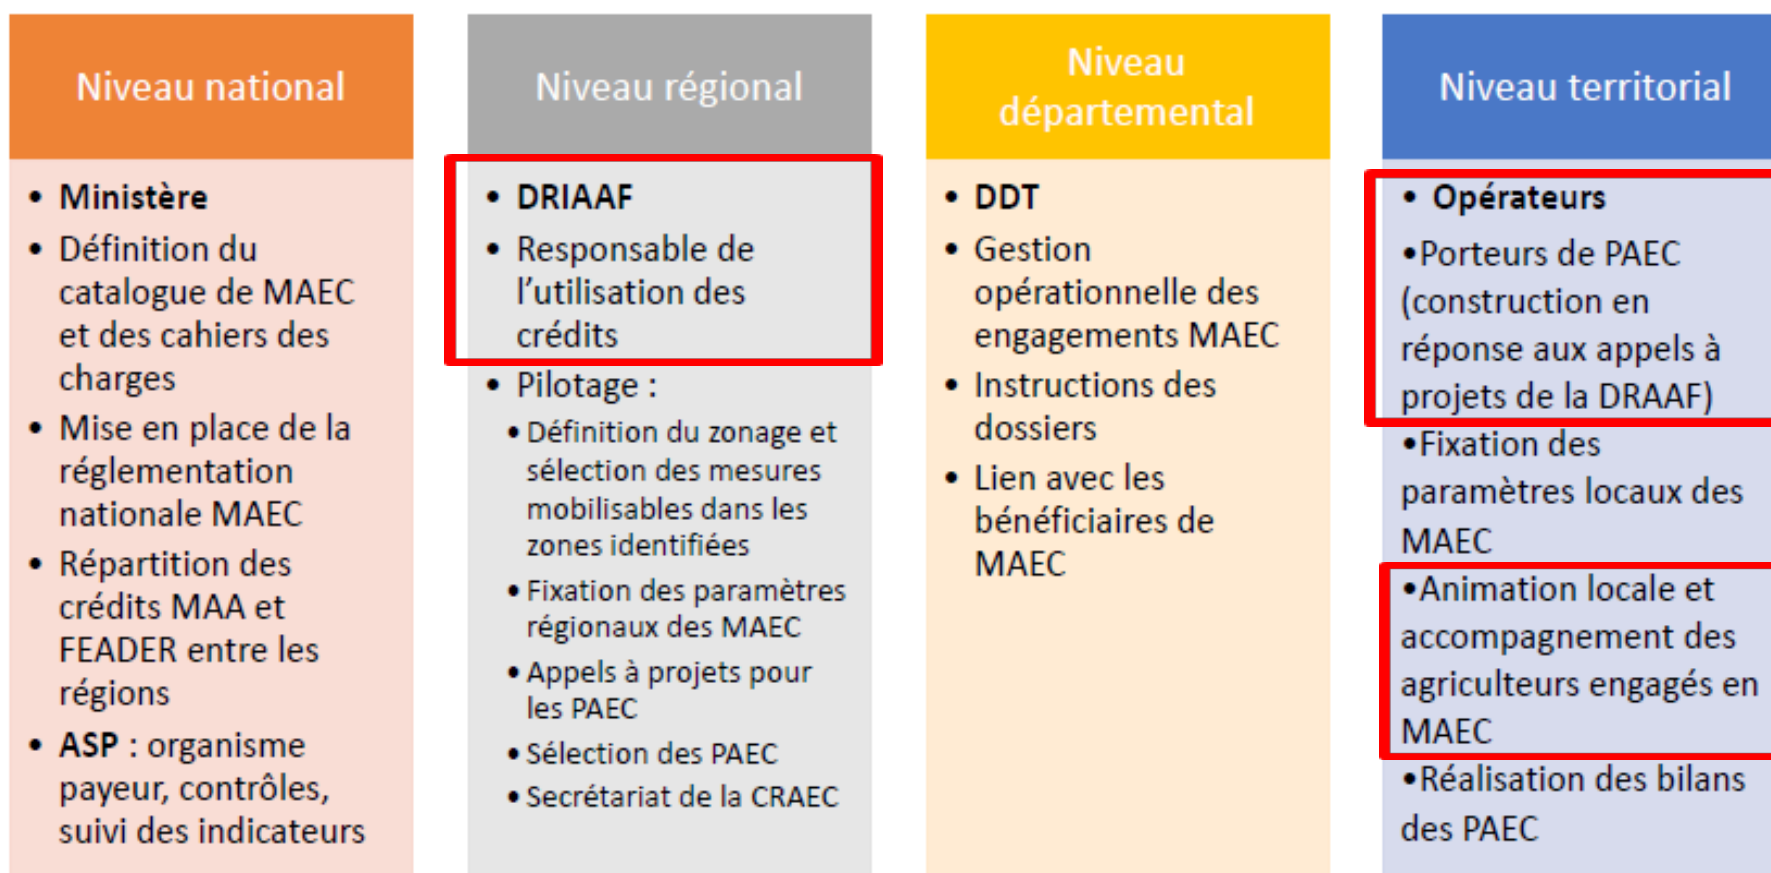 Niveau national
• Ministère
• Définition du
catalogue de MAEC
et des cahiers des
charges
• Mise en place de la
réglementation
nationale MAEC
• Répartition des
crédits MAA et
FEADER entre les
régions
• ASP : organisme
payeur, contrôles,
suivi des indicateurs
Niveau régional
• DRIAAF
• Responsable de
l’utilisation des
crédits
• Pilotage :
• Définition du zonage et
sélection des mesures
mobilisables dans les
zones identifiées
• Fixation des paramètres
régionaux des MAEC
• Appels à projets pour
les PAEC
• Sélection des PAEC
• Secrétariat de la CRAEC
Niveau
départemental
• DDT
• Gestion
opérationnelle des
engagements MAEC
• Instructions des
dossiers
• Lien avec les
bénéficiaires de
MAEC
Niveau territorial
• Opérateurs
•Porteurs de PAEC
(construction en
réponse aux appels à
projets de la DRAAF)
•Fixation des
paramètres locaux des
MAEC
•Animation locale et
accompagnement des
agriculteurs engagés en
MAEC
•Réalisation des bilans
des PAEC